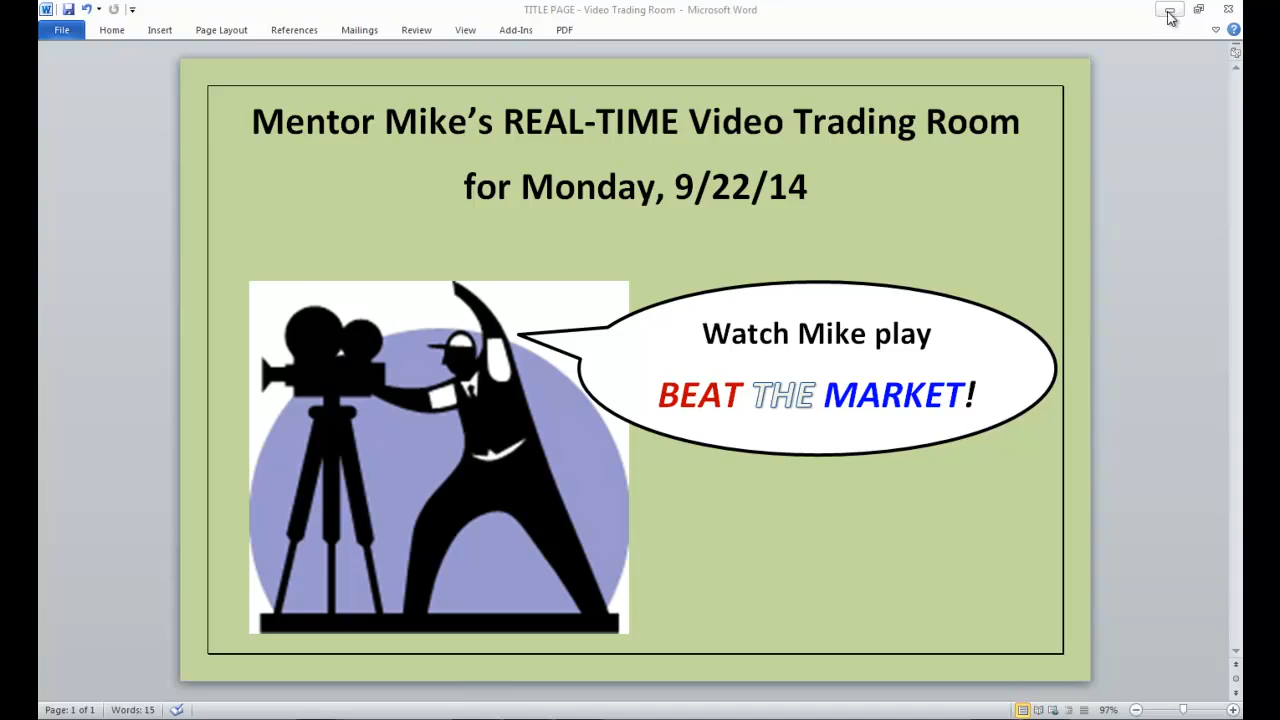 TITLE PAGE - Video Trading Room - Microsoft Word
File Home Insert Page Layout References Mailings Review View Add-Ins PDF
Mentor Mike's REAL-TIME Video Trading Room
for Monday, 9/22/14
Watch Mike play
BEAT THE MARKET!
Page: 1 of 1 Words: 15 97%